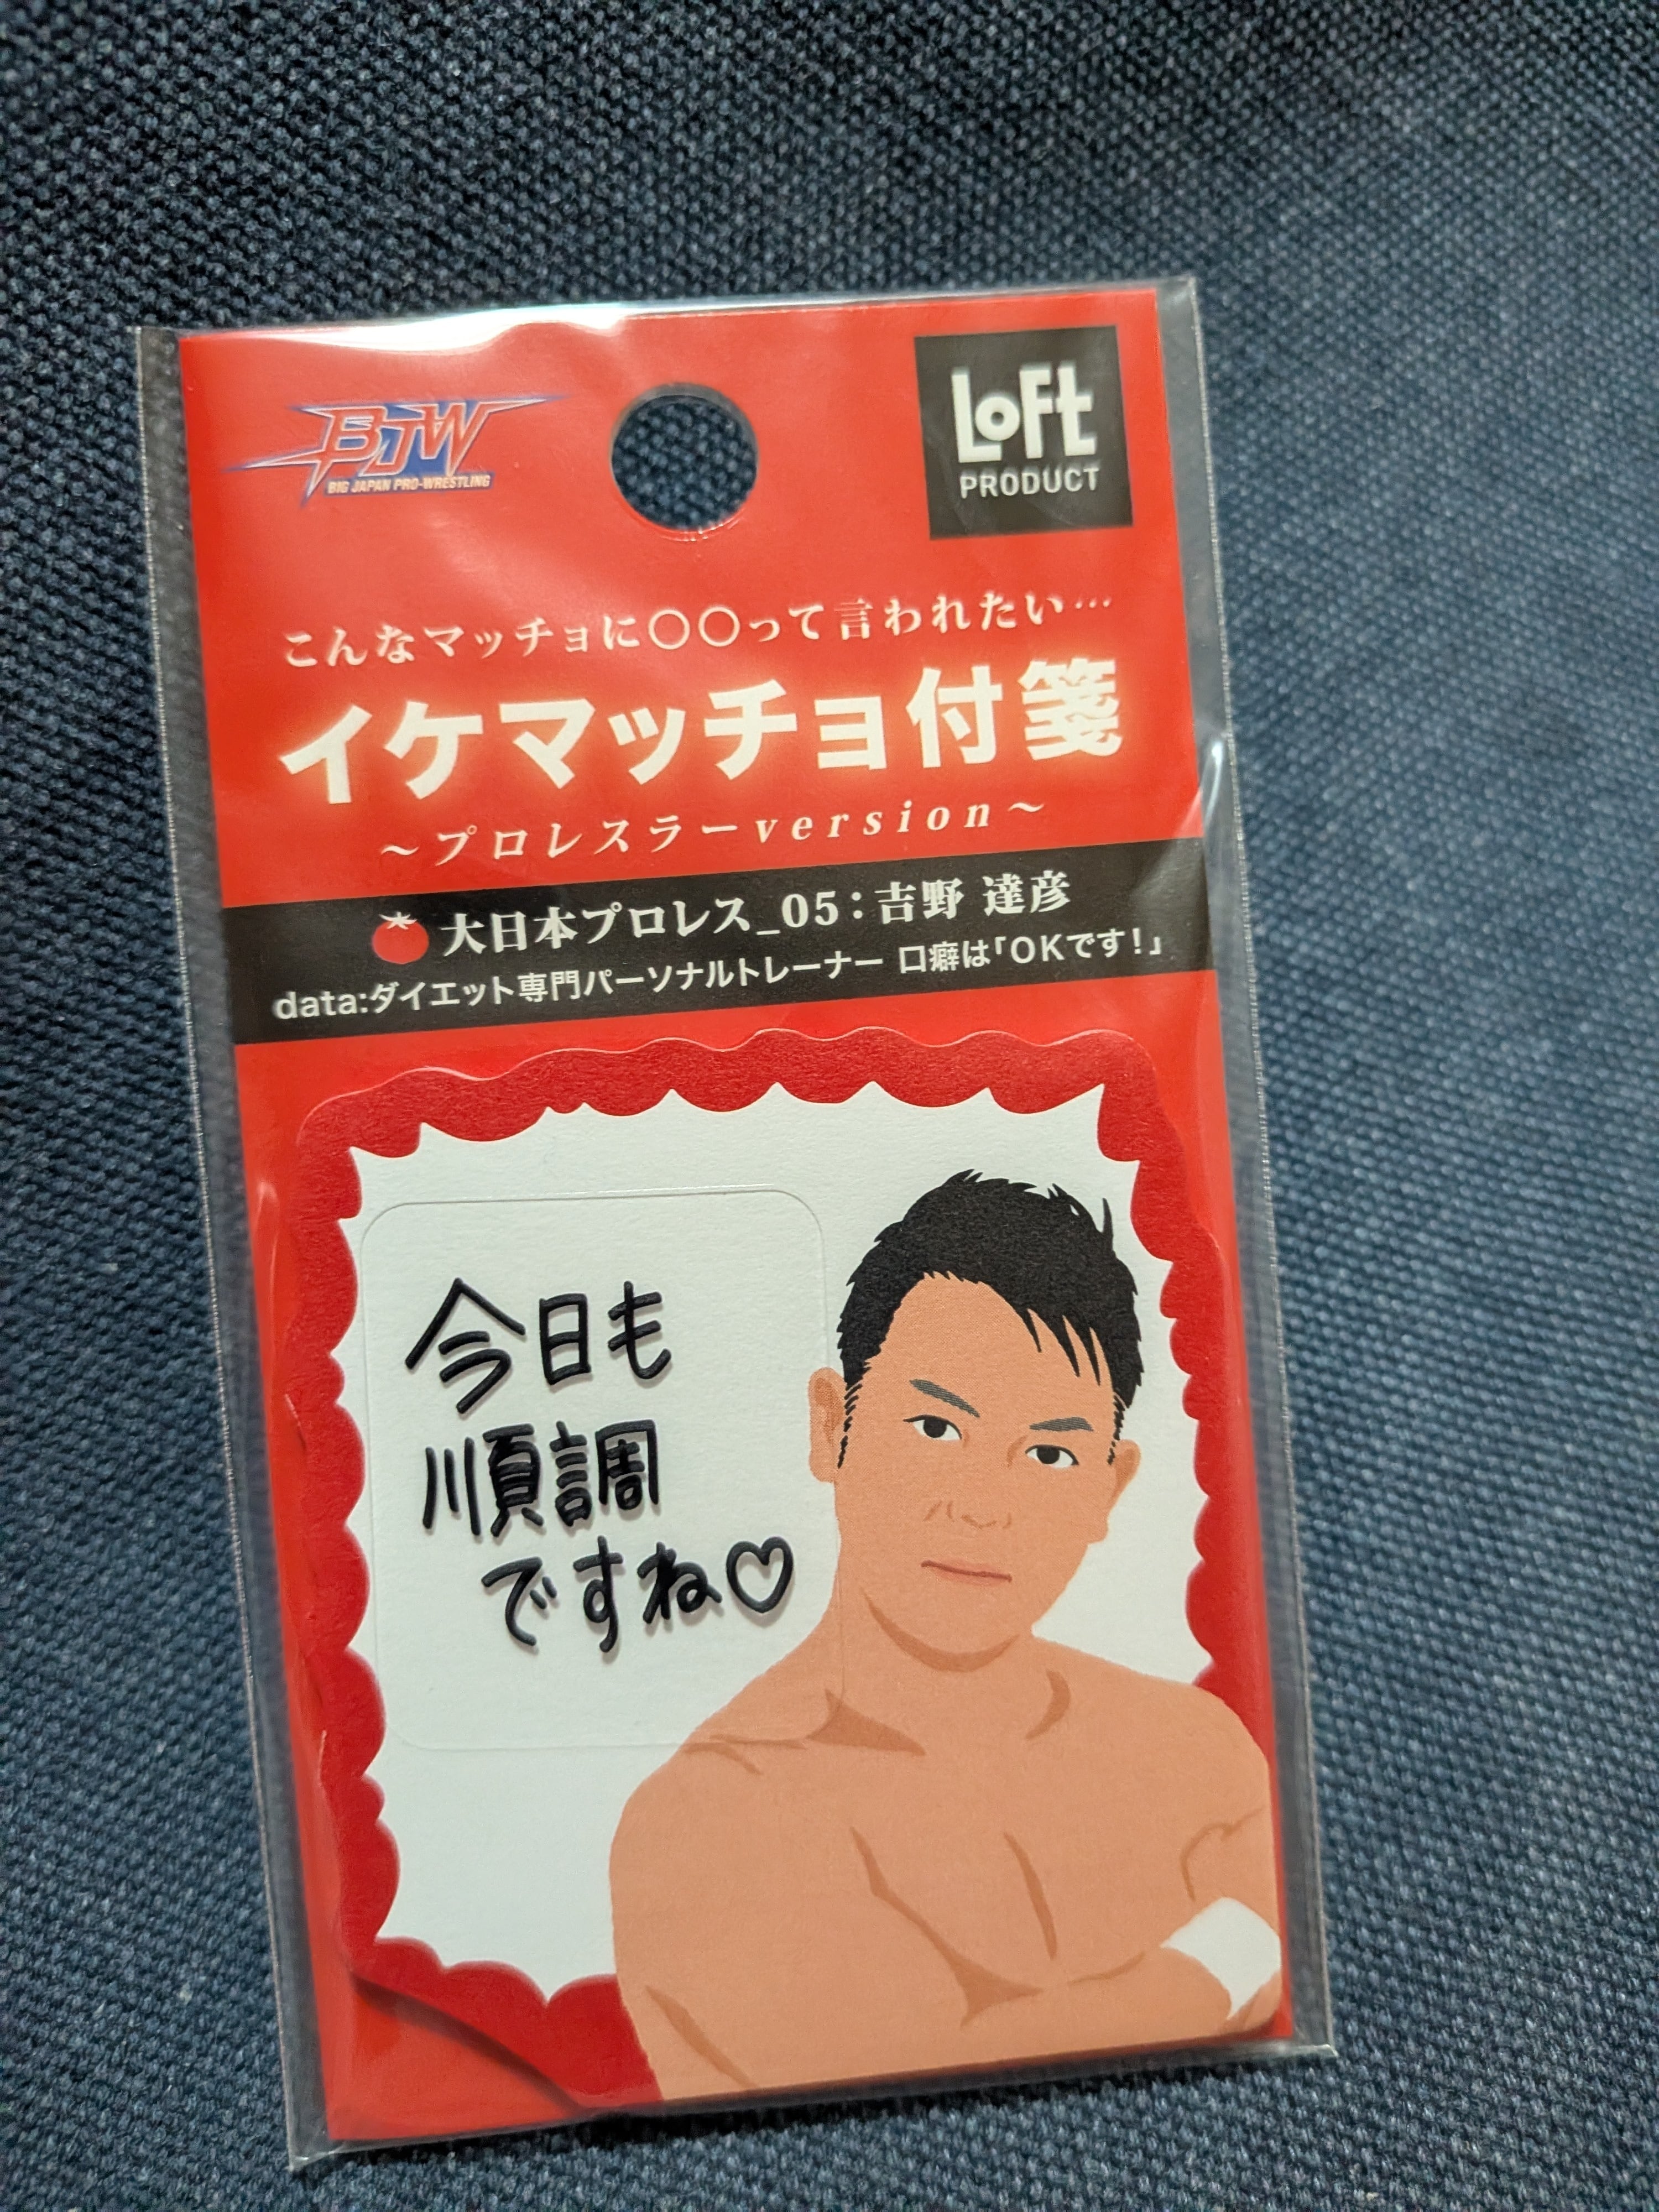 BJW
BIG JAPAN PRO-WRESTLING
LoFt
PRODUCT
こんなマッチョに〇〇って言われたい…
イケマッチョ付箋
～プロレスラーversion～
大日本プロレス_05：吉野 達彦
data:ダイエット専門パーソナルトレーナー 口癖は「OKです！」
今日も
順調
ですね♡